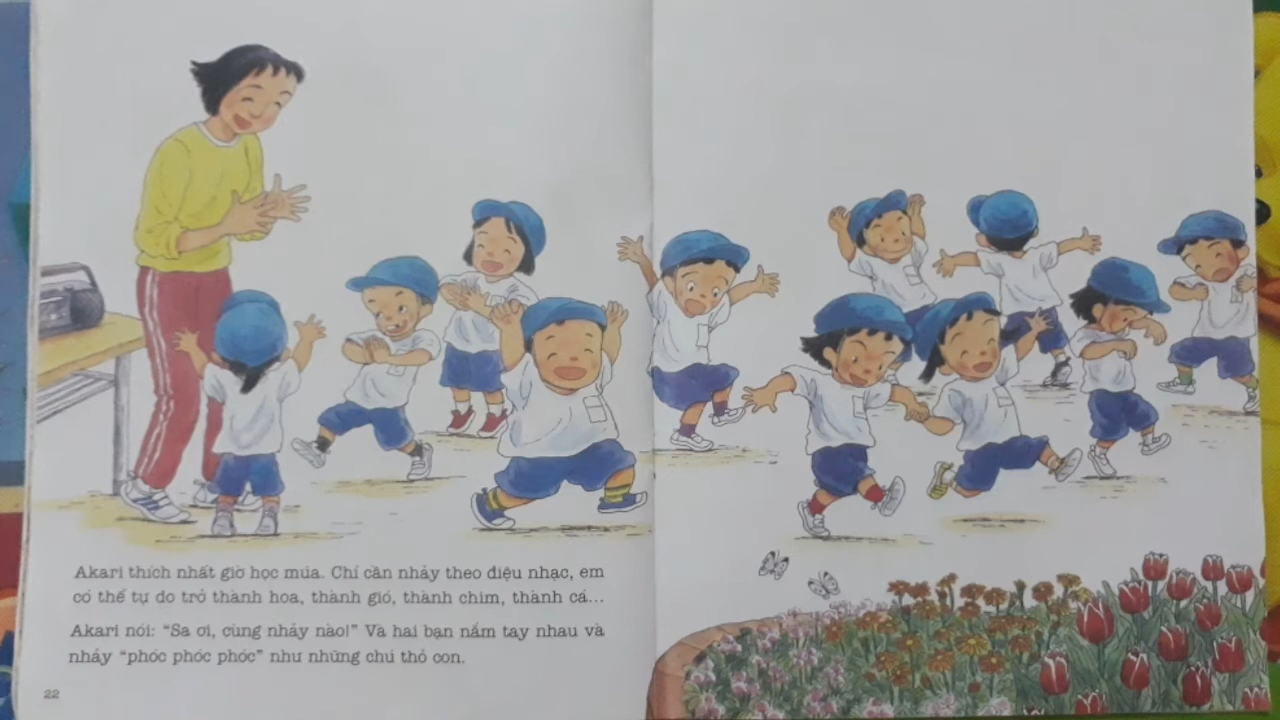 Akari thích nhất giờ học múa. Chỉ cần nhảy theo điệu nhạc, em
có thể tự do trở thành hoa, thành gió, thành chim, thành cá...
Akari nói: “Sa ơi, cùng nhảy nào!” Và hai bạn nắm tay nhau và
nhảy “phóc phóc phóc” như những chú thỏ con.
22